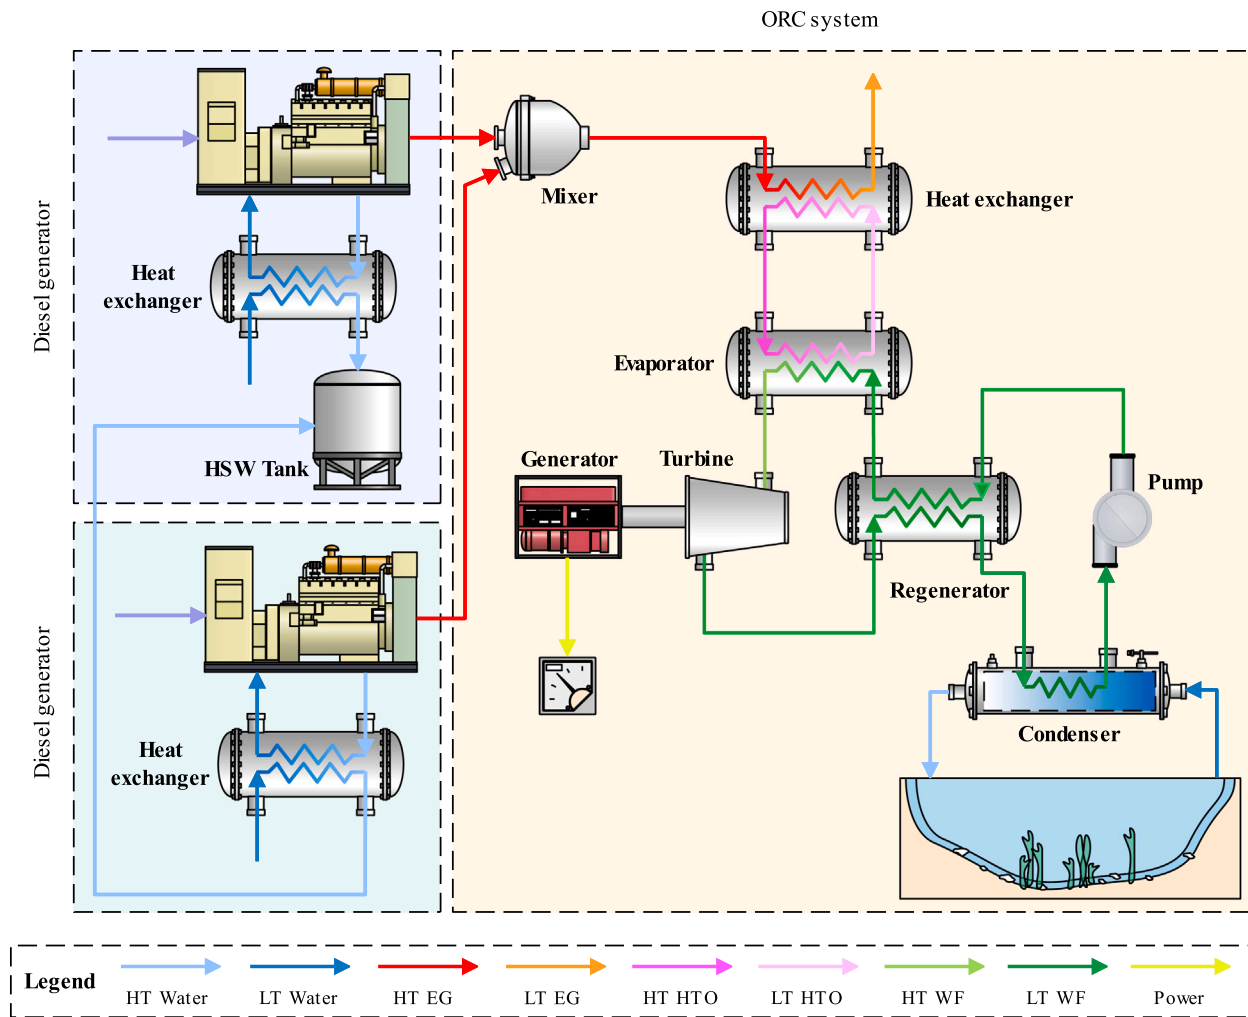 ORC system
Diesel generator
Heat
exchanger
HSW Tank
Mixer
Heat exchanger
Evaporator
Generator
Turbine
Pump
Regenerator
Condenser
Diesel generator
Heat
exchanger
Legend
HT Water
LT Water
HT EG
LT EG
HT HTO
LT HTO
HT WF
LT WF
Power